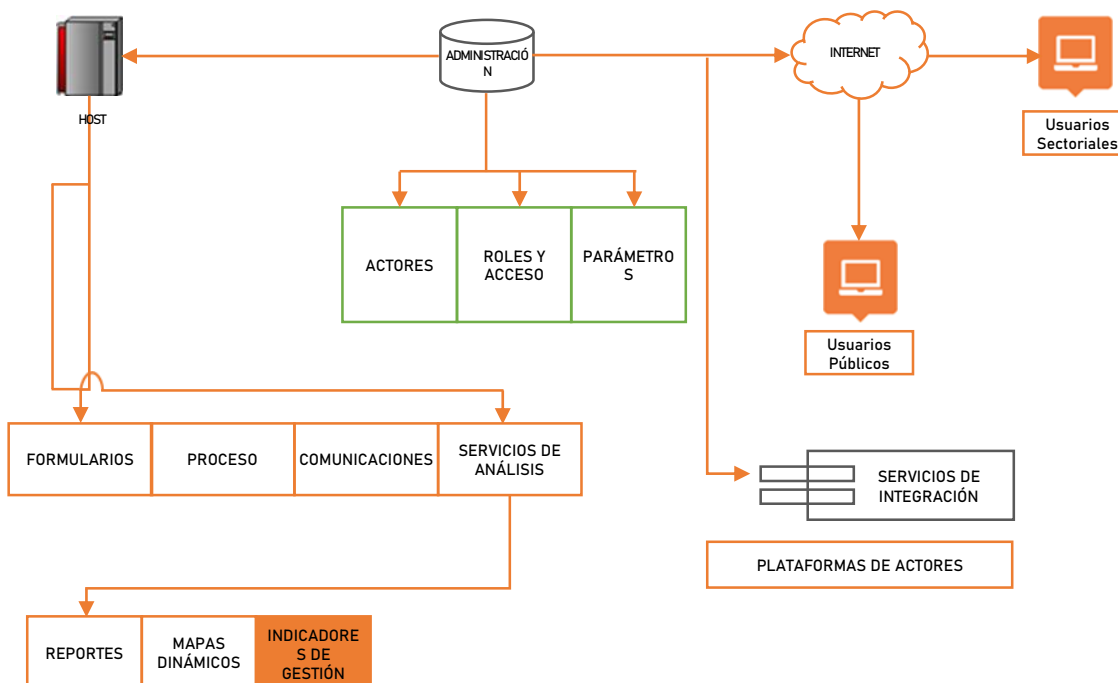 HOST
ADMINISTRACIÓ
N
INTERNET
Usuarios
Sectoriales
ACTORES
ROLES Y
ACCESO
PARÁMETRO
S
Usuarios
Públicos
FORMULARIOS
PROCESO
COMUNICACIONES
SERVICIOS DE
ANÁLISIS
SERVICIOS DE
INTEGRACIÓN
PLATAFORMAS DE ACTORES
REPORTES
MAPAS
DINÁMICOS
INDICADORE
S DE
GESTIÓN